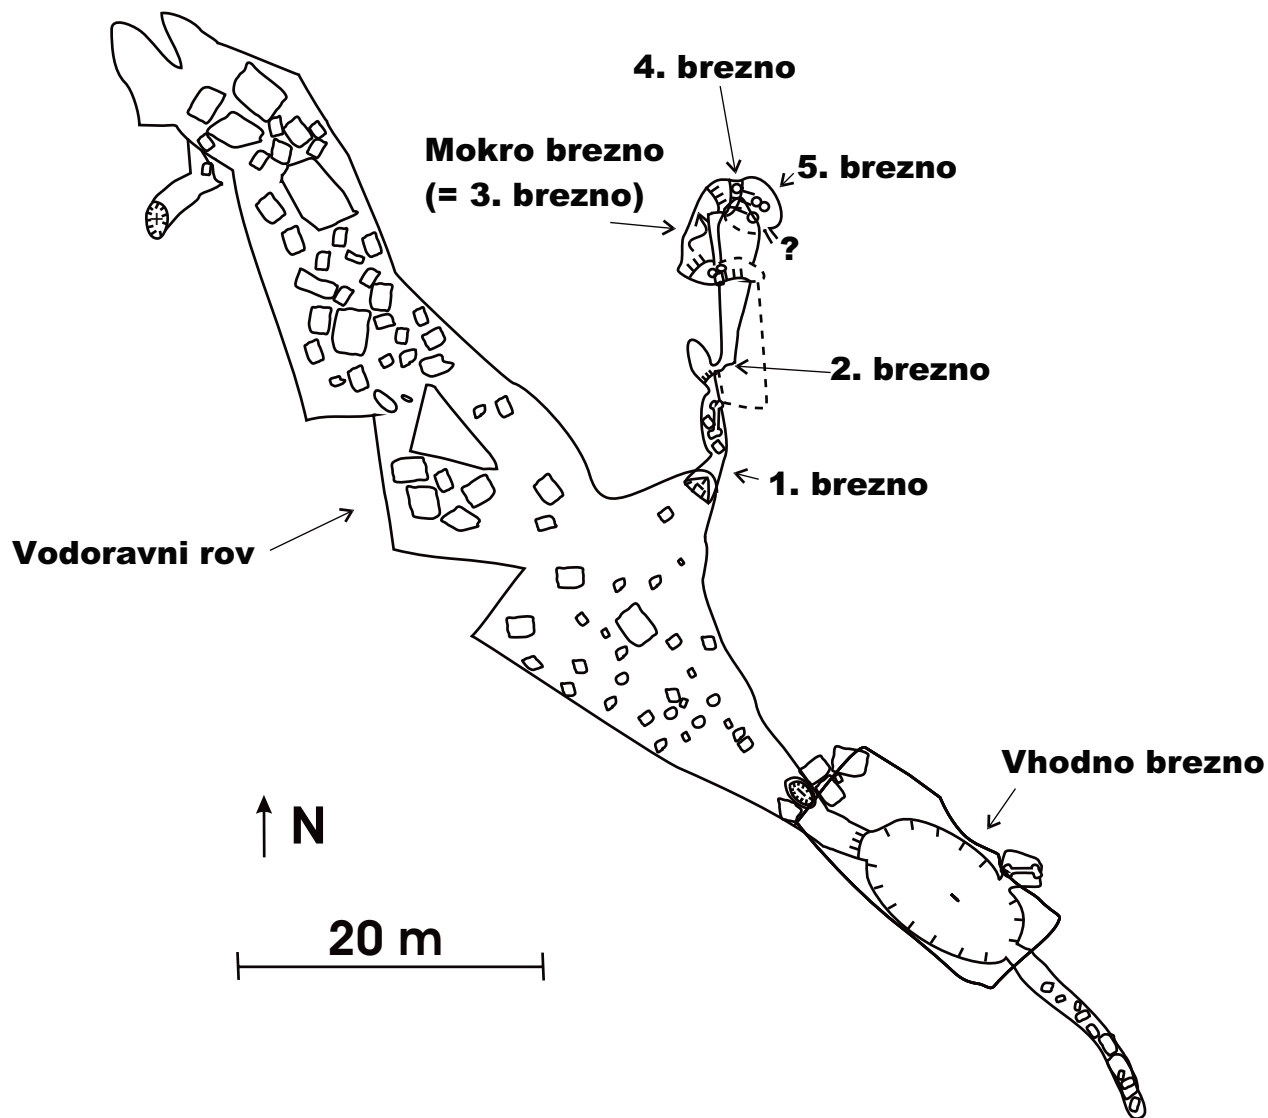 4. brezno
Mokro brezno
(= 3. brezno)
5. brezno
?
2. brezno
1. brezno
Vodoravni rov
Vhodno brezno
N
20 m